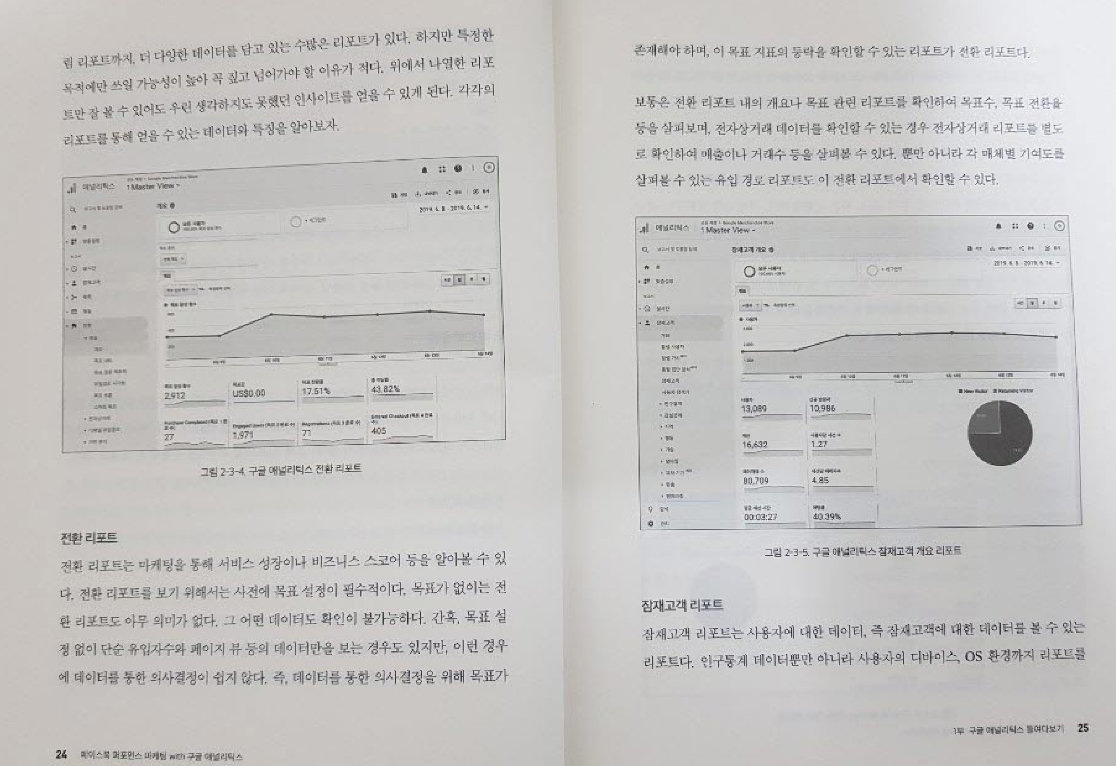 림 리포트까지, 더 다양한 데이터를 담고 있는 수많은 리포트가 있다. 하지만 특정한
목적에만 쓰일 가능성이 높아 꼭 짚고 넘어가야 할 이유가 적다. 위에서 나열한 리포
트만 잘 볼 수 있어도 우린 생각하지도 못했던 인사이트를 얻을 수 있게 된다. 각각의
리포트를 통해 얻을 수 있는 데이터와 특징을 알아보자.
애널리틱스
1 Master View
개요
모든 사용자
2019. 6. 8. - 2019. 6. 14.
2,912
US$0.00
17.51%
43.82%
27
1,971
71
405
그림 2-3-4. 구글 애널리틱스 전환 리포트
전환 리포트
전환 리포트는 마케팅을 통해 서비스 성장이나 비즈니스 스코어 등을 알아볼 수 있
다. 전환 리포트를 보기 위해서는 사전에 목표 설정이 필수적이다. 목표가 없이는 전
환 리포트도 아무 의미가 없다. 그 어떤 데이터도 확인이 불가능하다. 간혹, 목표 설
정 없이 단순 유입자수와 페이지 뷰 등의 데이터만을 보는 경우도 있지만, 이런 경우
에 데이터를 통한 의사결정이 쉽지 않다. 즉, 데이터를 통한 의사결정을 위해 목표가
24 페이스북 퍼포먼스 마케팅 with 구글 애널리틱스
존재해야 하며, 이 목표 지표의 등락을 확인할 수 있는 리포트가 전환 리포트다.
보통은 전환 리포트 내의 개요나 목표 관련 리포트를 확인하여 목표수, 목표 전환율
등을 살펴보며, 전자상거래 데이터를 확인할 수 있는 경우 전자상거래 리포트를 별도
로 확인하여 매출이나 거래수 등을 살펴볼 수 있다. 뿐만 아니라 각 매체별 기여도를
살펴볼 수 있는 유입 경로 리포트도 이 전환 리포트에서 확인할 수 있다.
애널리틱스
1 Master View
잠재고객 개요
모든 사용자
2019. 6. 8. - 2019. 6. 14.
New Visitor Returning Visitor
13,089
10,986
16,632
1.27
80,709
4.85
00:03:27
40.39%
그림 2-3-5. 구글 애널리틱스 잠재고객 개요 리포트
잠재고객 리포트
잠재고객 리포트는 사용자에 대한 데이터, 즉 잠재고객에 대한 데이터를 볼 수 있는
리포트다. 인구통계 데이터뿐만 아니라 사용자의 디바이스, OS 환경까지 리포트를
1부 구글 애널리틱스 들여다보기 25